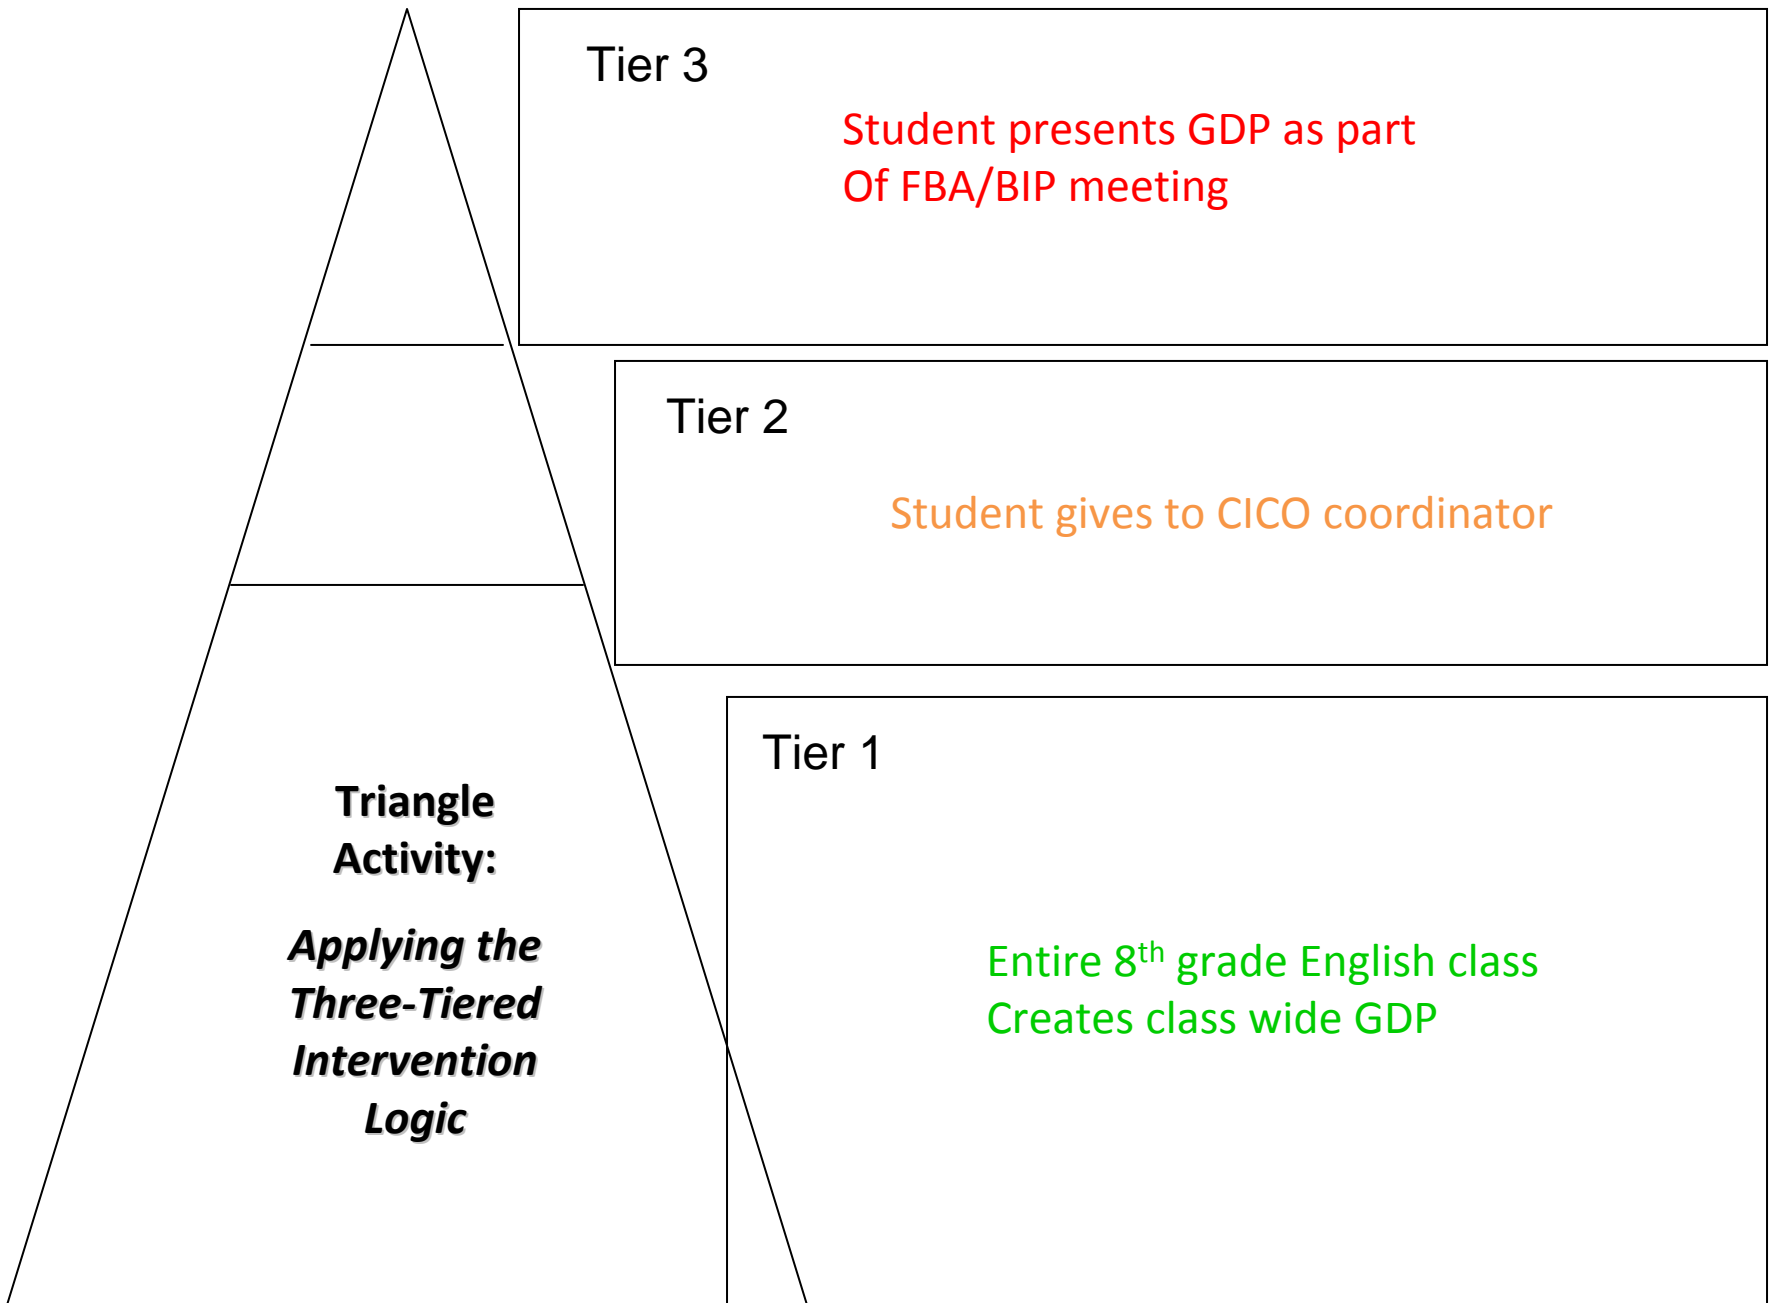 Tier 3
Student presents GDP as part
Of FBA/BIP meeting
Tier 2
Student gives to CICO coordinator
Tier 1
Entire 8th grade English class
Creates class wide GDP
Triangle
Activity:
Applying the
Three-Tiered
Intervention
Logic